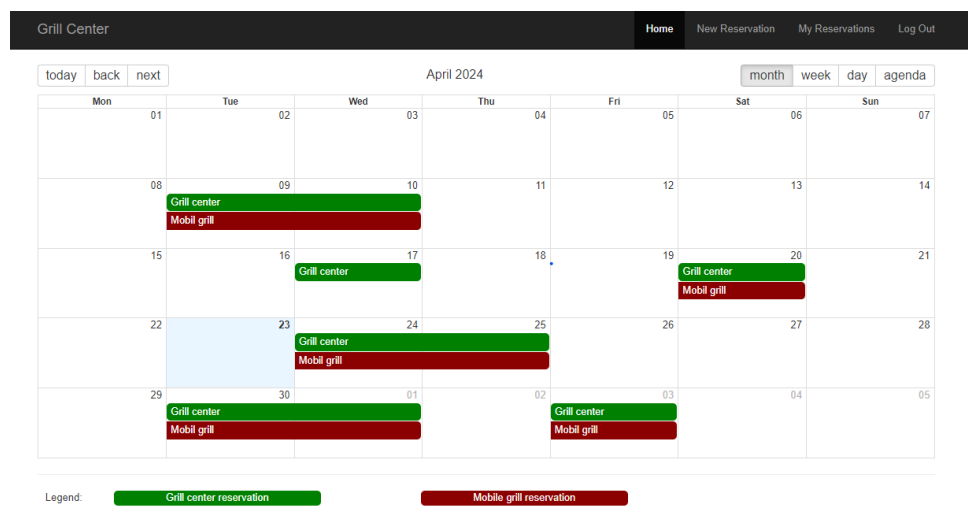 Grill Center Home New Reservation My Reservations Log Out
today back next April 2024 month week day agenda
Mon Tue Wed Thu Fri Sat Sun
01 02 03 04 05 06 07
08 09 10 11 12 13 14
Grill center
Mobil grill
15 16 17 18 19 20 21
Grill center Grill center
Mobil grill
22 23 24 25 26 27 28
Grill center
Mobil grill
29 30 01 02 03 04 05
Grill center Grill center
Mobil grill Mobil grill
Legend: Grill center reservation Mobile grill reservation